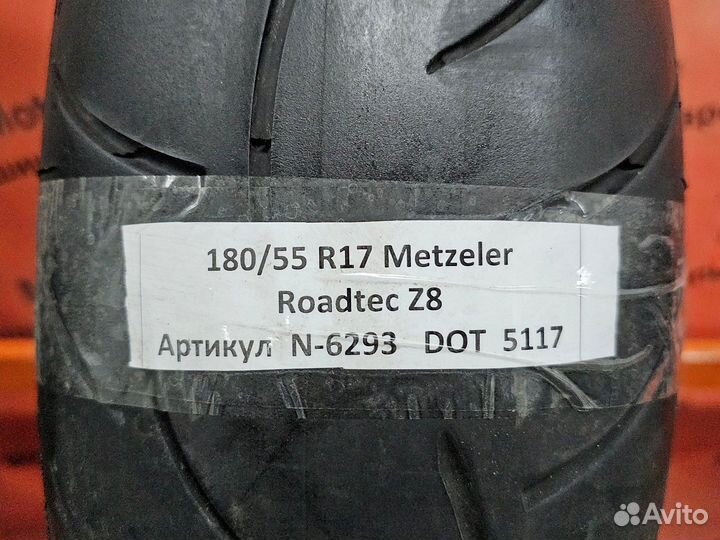 180/55 R17 Metzeler
Roadtec Z8
Артикул N-6293 DOT 5117
Avito